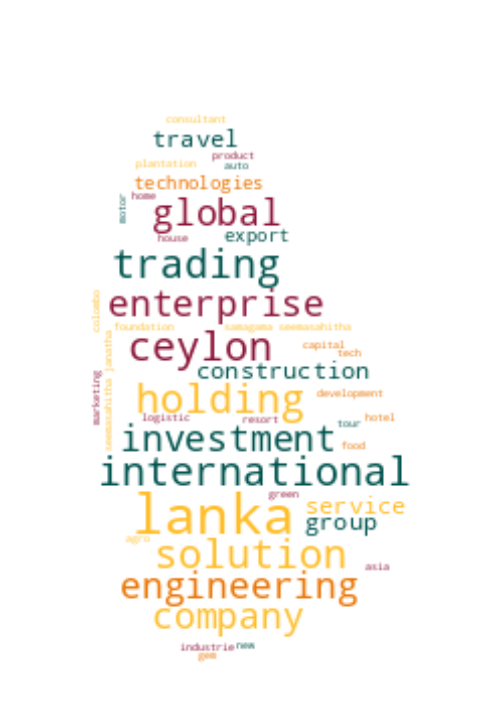 consultant
travel
product
plantation
auto
technologies
home
motor
global
house
export
trading
colombo
enterprise
foundation
samagama seemasahitha
ceylon
capital
tech
construction
seemasahitha janatha
marketing
holding
development
logistic
resort
tour
hotel
investment
food
international
green
lanka
service
group
agro
solution
asia
engineering
company
industrie
new
gem